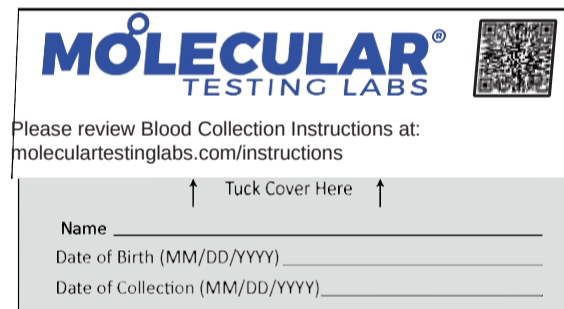 MOLECULAR®
TESTING LABS
Please review Blood Collection Instructions at:
moleculartestinglabs.com/instructions
Tuck Cover Here
Name
Date of Birth (MM/DD/YYYY)
Date of Collection (MM/DD/YYYY)